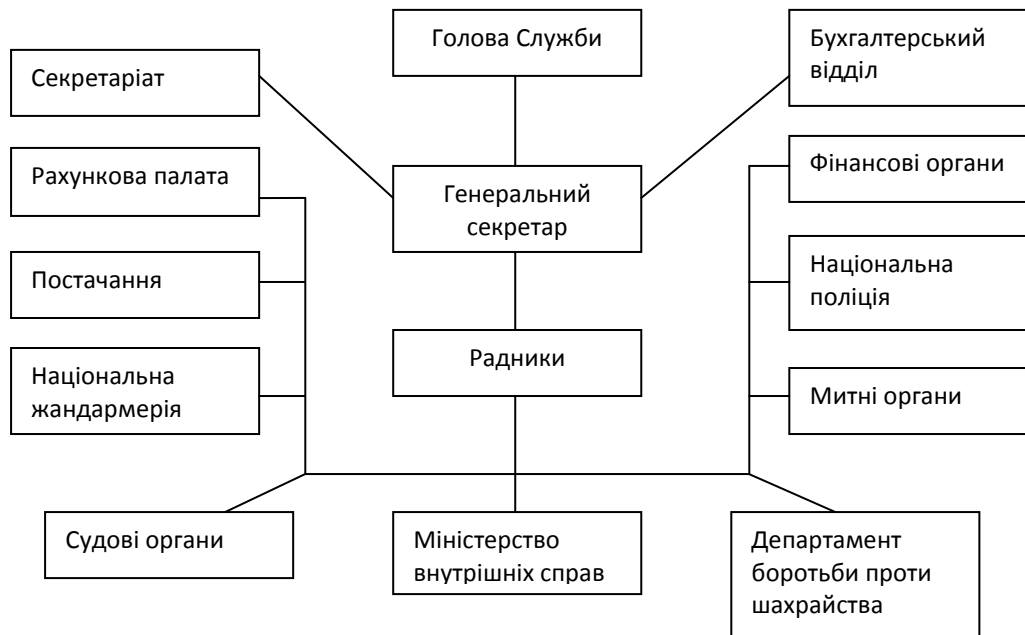 Голова Служби
Бухгалтерський
відділ
Секретаріат
Рахункова палата
Фінансові органи
Генеральний
секретар
Постачання
Національна
поліція
Радники
Національна
жандармерія
Митні органи
Судові органи
Міністерство
внутрішніх справ
Департамент
боротьби проти
шахрайства